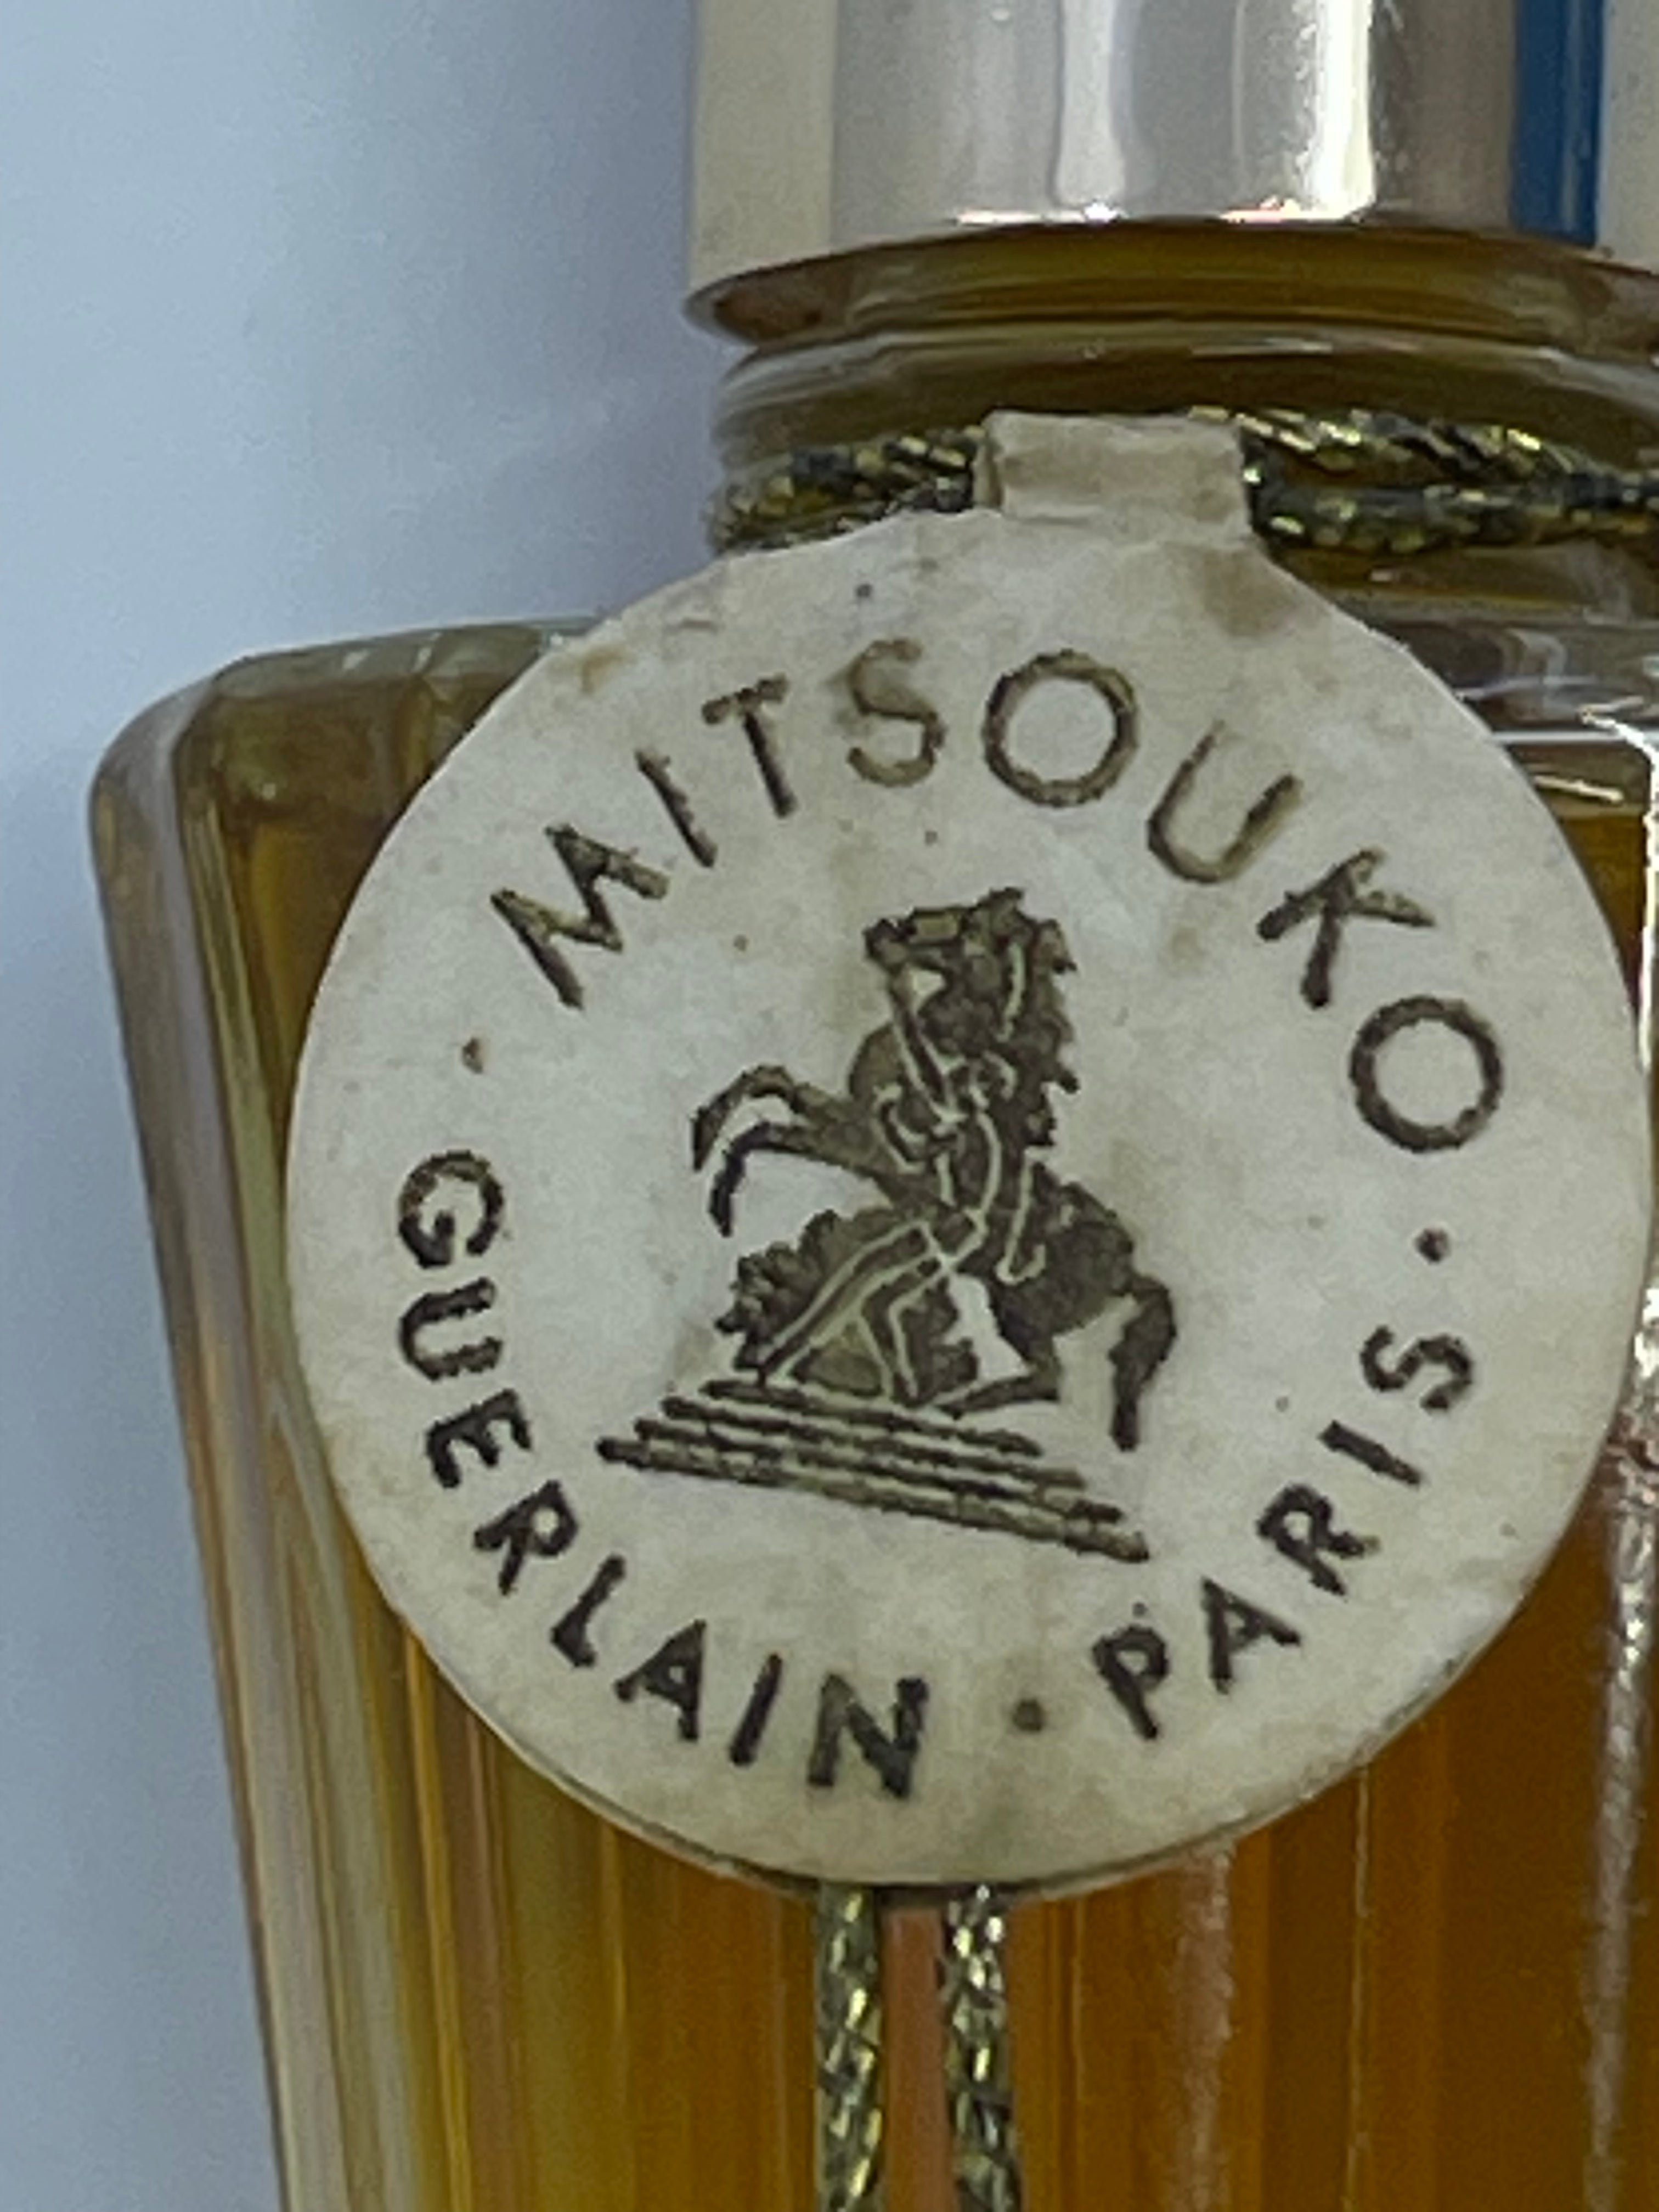 · MITSOUKO ·
GUERLAIN · PARIS